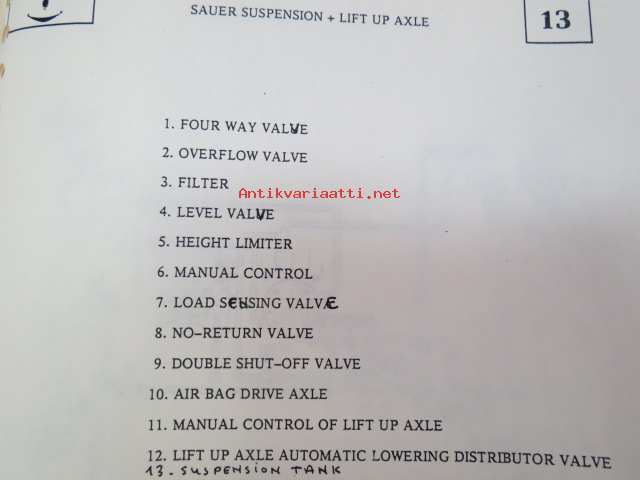 SAUER SUSPENSION + LIFT UP AXLE
13
1. FOUR WAY VALVE
2. OVERFLOW VALVE
3. FILTER
Antikvariaatti.net
4. LEVEL VALVE
5. HEIGHT LIMITER
6. MANUAL CONTROL
7. LOAD SENSING VALVE
8. NO-RETURN VALVE
9. DOUBLE SHUT-OFF VALVE
10. AIR BAG DRIVE AXLE
11. MANUAL CONTROL OF LIFT UP AXLE
12. LIFT UP AXLE AUTOMATIC LOWERING DISTRIBUTOR VALVE
13. SUSPENSION TANK